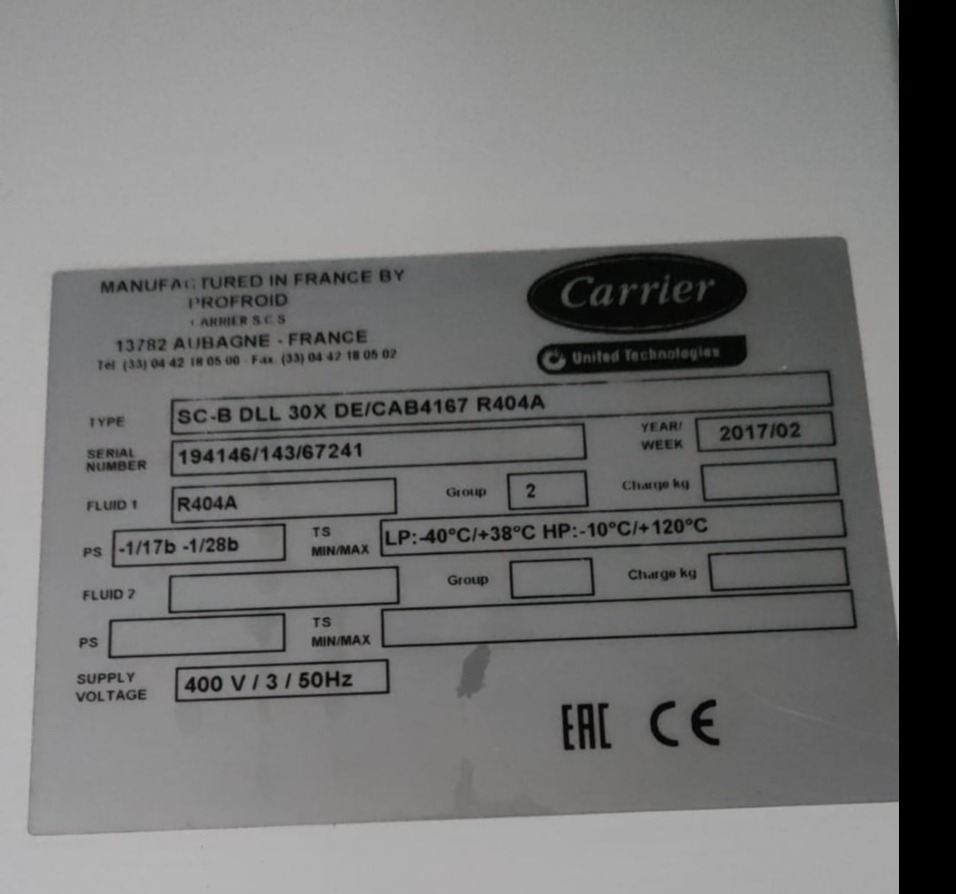 MANUFACTURED IN FRANCE BY
PROFROID
CARRIER S.C.S
13782 AUBAGNE - FRANCE
Tél (33) 04 42 18 05 00 - Fax. (33) 04 42 18 05 02
Carrier
United Technologies
TYPE SC-B DLL 30X DE/CAB4167 R404A
SERIAL NUMBER 194146/143/67241 YEAR/ WEEK 2017/02
FLUID 1 R404A Group 2 Charge kg
PS -1/17b -1/28b TS MIN/MAX LP:-40°C/+38°C HP:-10°C/+120°C
FLUID 2 Group Charge kg
PS TS MIN/MAX
SUPPLY VOLTAGE 400 V / 3 / 50Hz
EAC CE